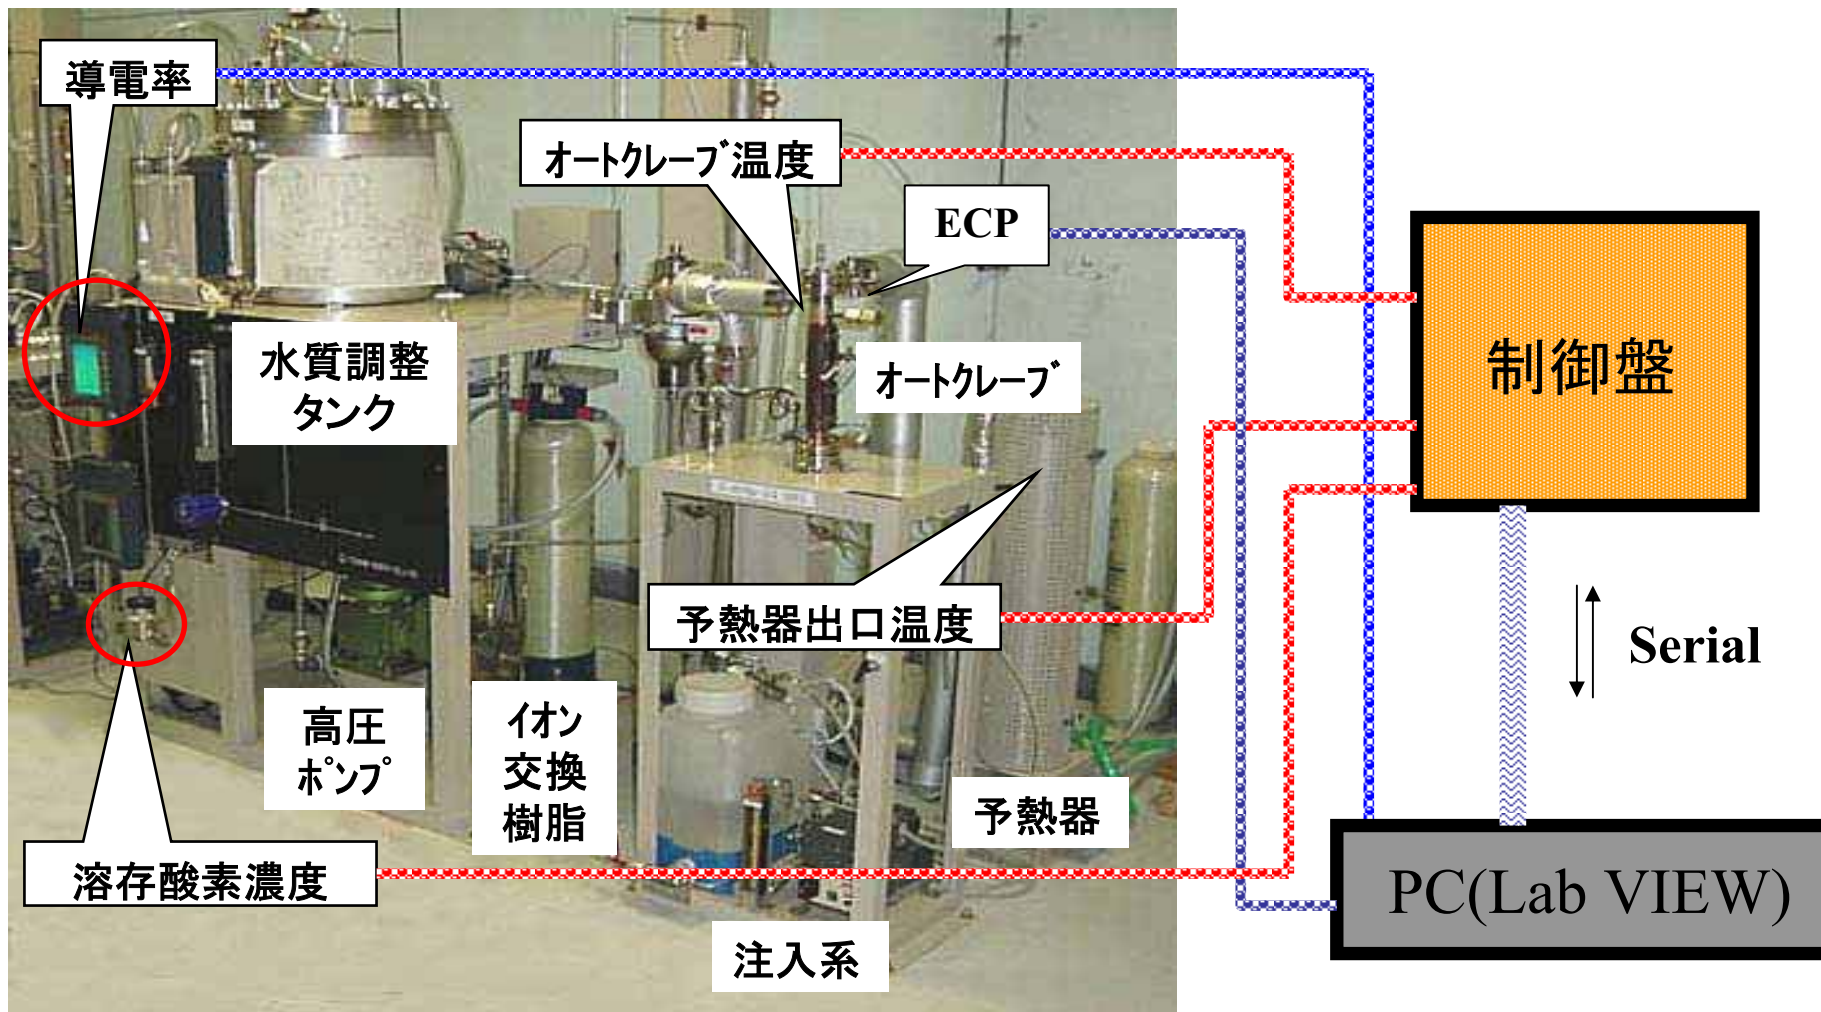 導電率
オートクレーブ温度
ECP
水質調整
タンク
オートクレーブ
制御盤
予熱器出口温度
Serial
高圧
ポンプ
イオン
交換
樹脂
予熱器
溶存酸素濃度
PC(Lab VIEW)
注入系